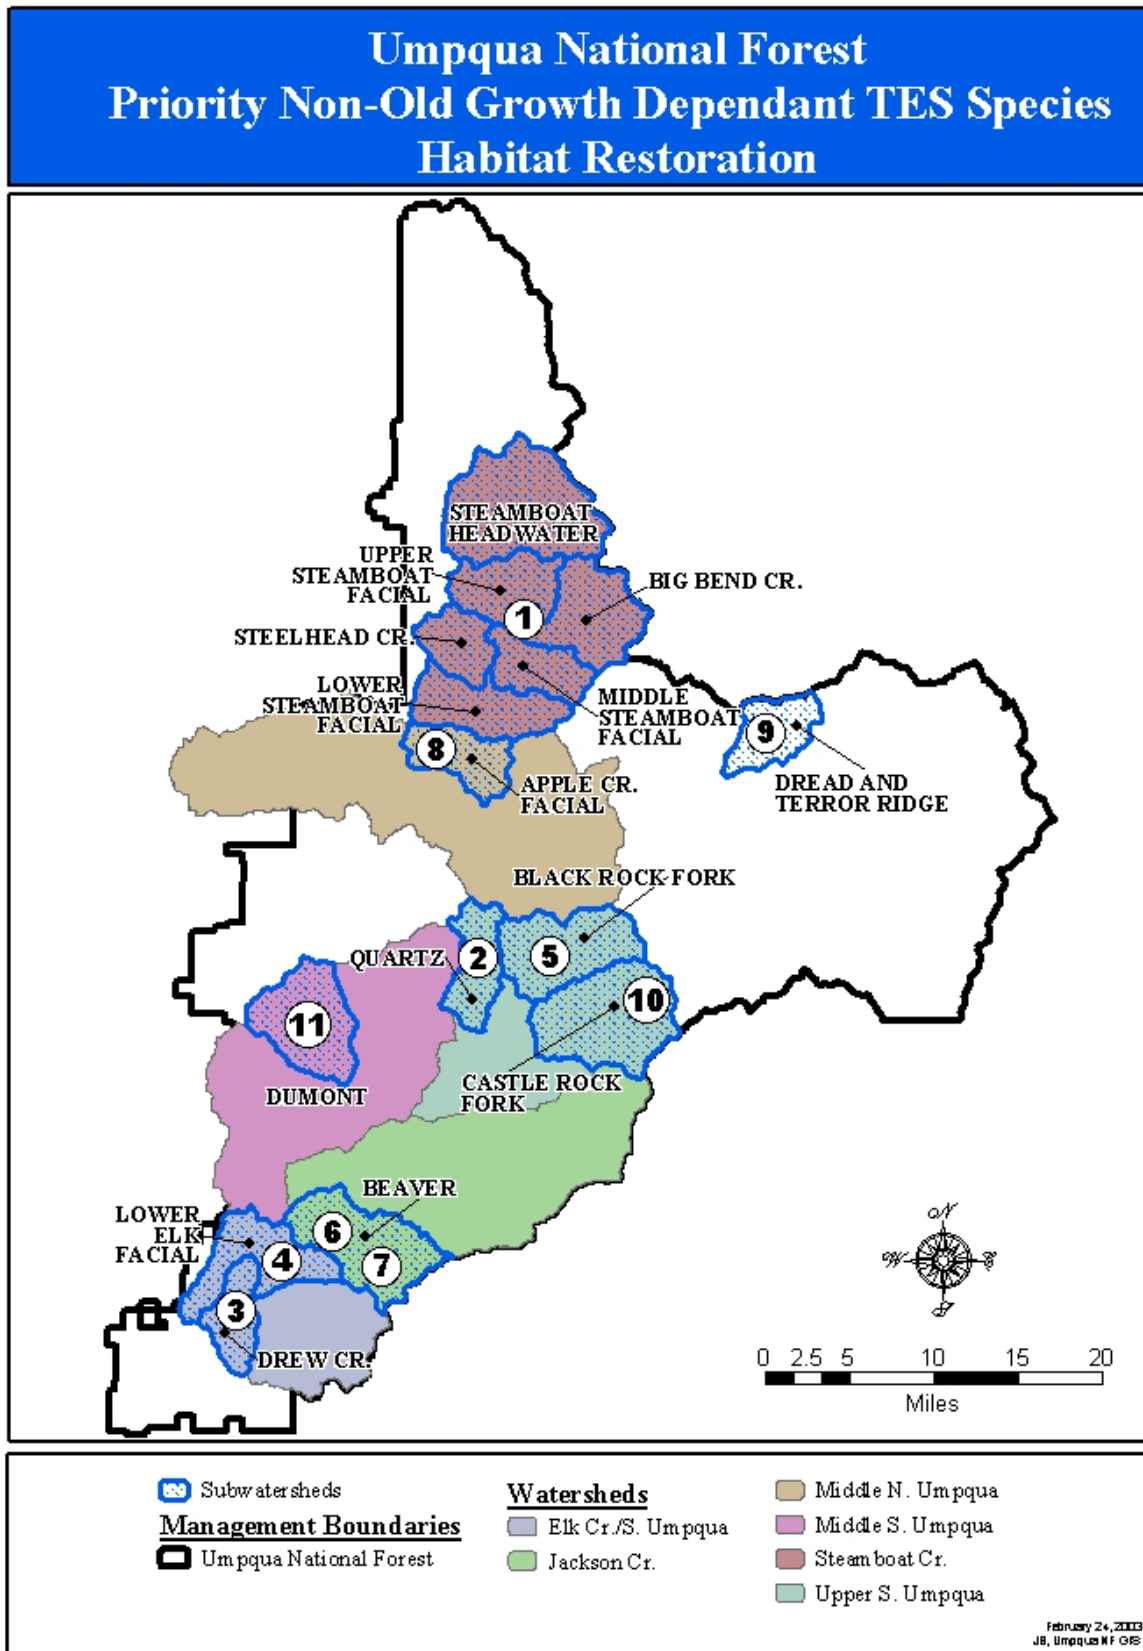 Umpqua National Forest
Priority Non-Old Growth Dependant TES Species
Habitat Restoration
STEAMBOAT
HEADWATER
UPPER
STEAMBOAT
FACIAL
BIG BEND CR.
1
STEELHEAD CR.
LOWER
STEAMBOAT
FACIAL
MIDDLE
STEAMBOAT
FACIAL
9
8
DREAD AND
TERROR RIDGE
APPLE CR.
FACIAL
BLACK ROCK FORK
QUARTZ
2
5
10
11
CASTLE ROCK
FORK
DUMONT
BEAVER
LOWER
ELK
FACIAL
6
4
7
3
DREW CR.
N
W
E
S
0 2.5 5 10 15 20
Miles
Subwatersheds
Management Boundaries
Umpqua National Forest
Watersheds
Elk Cr./S. Umpqua
Jackson Cr.
Middle N. Umpqua
Middle S. Umpqua
Steamboat Cr.
Upper S. Umpqua
February 24, 2003
JB, Umpqua NF GIS